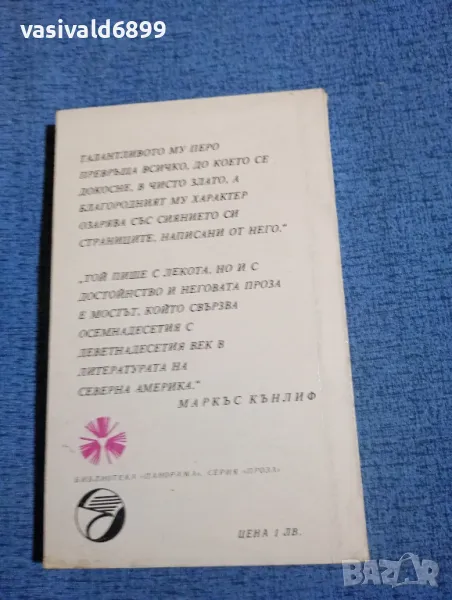 vasivald6899
ТАЛАНТЛИВОТО МУ ПЕРО
ПРЕВРЪЩА ВСИЧКО, ДО КОЕТО СЕ
ДОКОСНЕ, В ЧИСТО ЗЛАТО, А
БЛАГОРОДНИЯТ МУ ХАРАКТЕР
ОЗАРЯВА СЪС СИЯНИЕТО СИ
СТРАНИЦИТЕ, НАПИСАНИ ОТ НЕГО."
„ТОЙ ПИШЕ С ЛЕКОТА, НО И С
ДОСТОЙНСТВО И НЕГОВАТА ПРОЗА
Е МОСТЪТ, КОЙТО СВЪРЗВА
ОСЕМНАДЕСЕТИЯ С
ДЕВЕТНАДЕСЕТИЯ ВЕК В
ЛИТЕРАТУРАТА НА
СЕВЕРНА АМЕРИКА."
МАРКЪС КЪНЛИФ
БИБЛИОТЕКА «ПАНОРАМА», СЕРИЯ «ПРОЗА»
ЦЕНА 1 ЛВ.
BAZAR